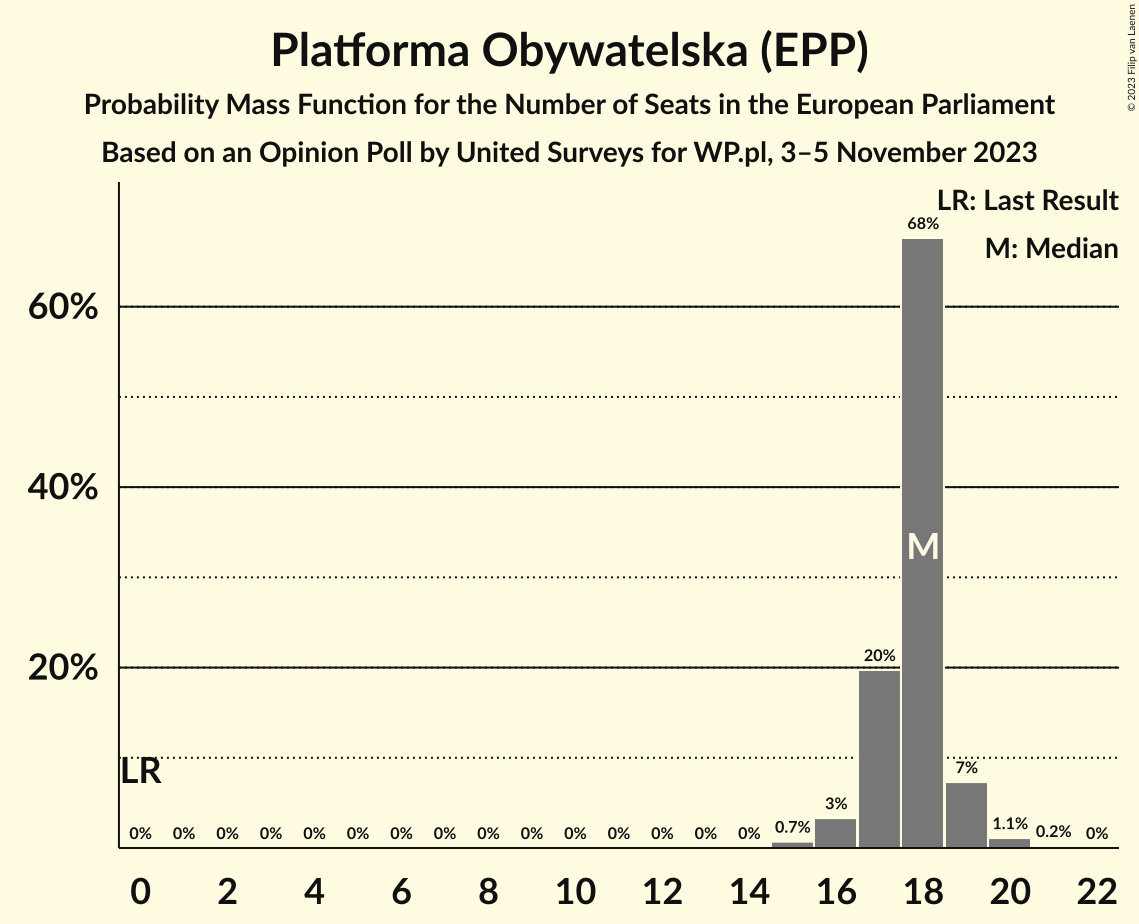 Platforma Obywatelska (EPP)
Probability Mass Function for the Number of Seats in the European Parliament
Based on an Opinion Poll by United Surveys for WP.pl, 3–5 November 2023
© 2023 Filip van Laenen
LR: Last Result
M: Median
60%
40%
20%
68%
M
20%
LR
0% 0% 0% 0% 0% 0% 0% 0% 0% 0% 0% 0% 0% 0% 0% 0.7% 3% 7% 1.1% 0.2% 0%
0 2 4 6 8 10 12 14 16 18 20 22